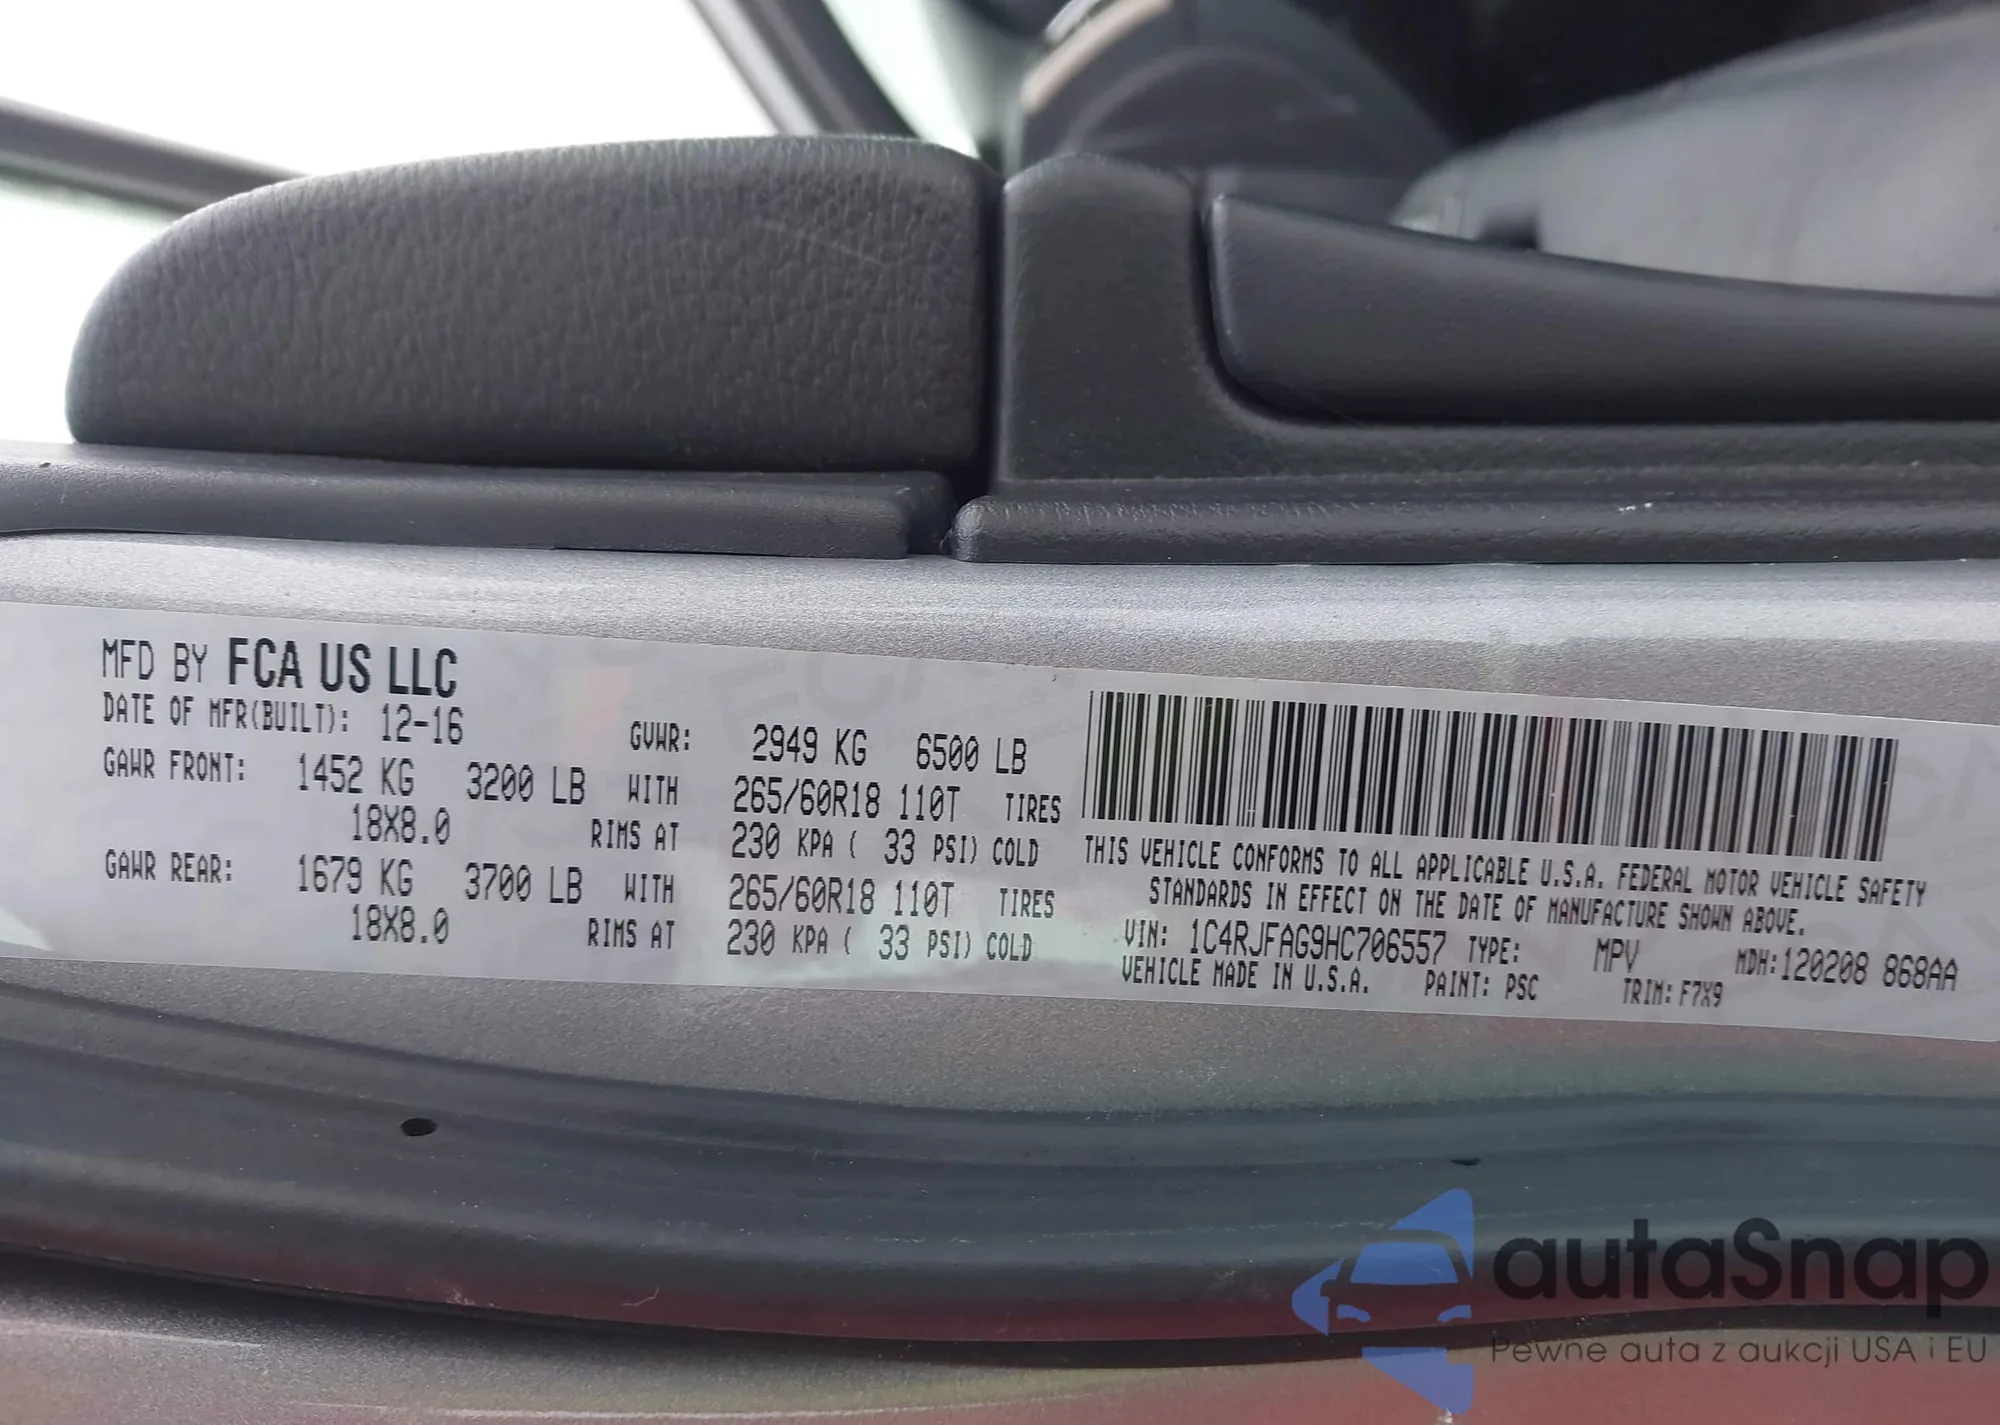 MFD BY FCA US LLC
DATE OF MFR(BUILT): 12-16 GVWR: 2949 KG 6500 LB
GAWR FRONT: 1452 KG 3200 LB WITH 265/60R18 110T TIRES
18X8.0 RIMS AT 230 KPA ( 33 PSI) COLD
GAWR REAR: 1679 KG 3700 LB WITH 265/60R18 110T TIRES
18X8.0 RIMS AT 230 KPA ( 33 PSI) COLD
THIS VEHICLE CONFORMS TO ALL APPLICABLE U.S.A. FEDERAL MOTOR VEHICLE SAFETY
STANDARDS IN EFFECT ON THE DATE OF MANUFACTURE SHOWN ABOVE.
VIN: 1C4RJFAG9HC706557 TYPE: MPV MDH:120208 868AA
VEHICLE MADE IN U.S.A. PAINT: PSC TRIM: F7X9
autaSnap
Pewne auta z aukcji USA i EU